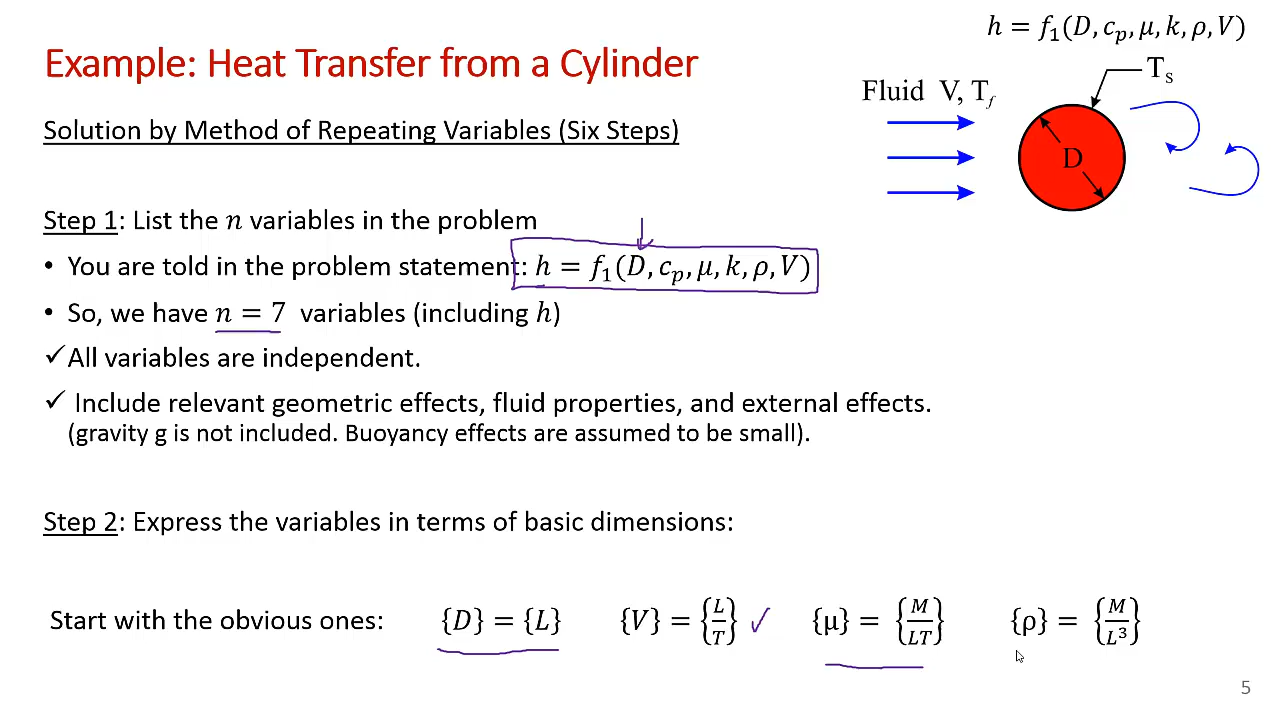 h = f₁(D, cₚ, μ, k, ρ, V)
Example: Heat Transfer from a Cylinder
Tₛ
Fluid V, T_f
D
Solution by Method of Repeating Variables (Six Steps)
Step 1: List the n variables in the problem
• You are told in the problem statement: h = f₁(D, cₚ, μ, k, ρ, V)
• So, we have n = 7 variables (including h)
✓All variables are independent.
✓ Include relevant geometric effects, fluid properties, and external effects.
(gravity g is not included. Buoyancy effects are assumed to be small).
Step 2: Express the variables in terms of basic dimensions:
Start with the obvious ones: {D} = {L} {V} = {L/T} ✓ {μ} = {M/LT} {ρ} = {M/L³}
5